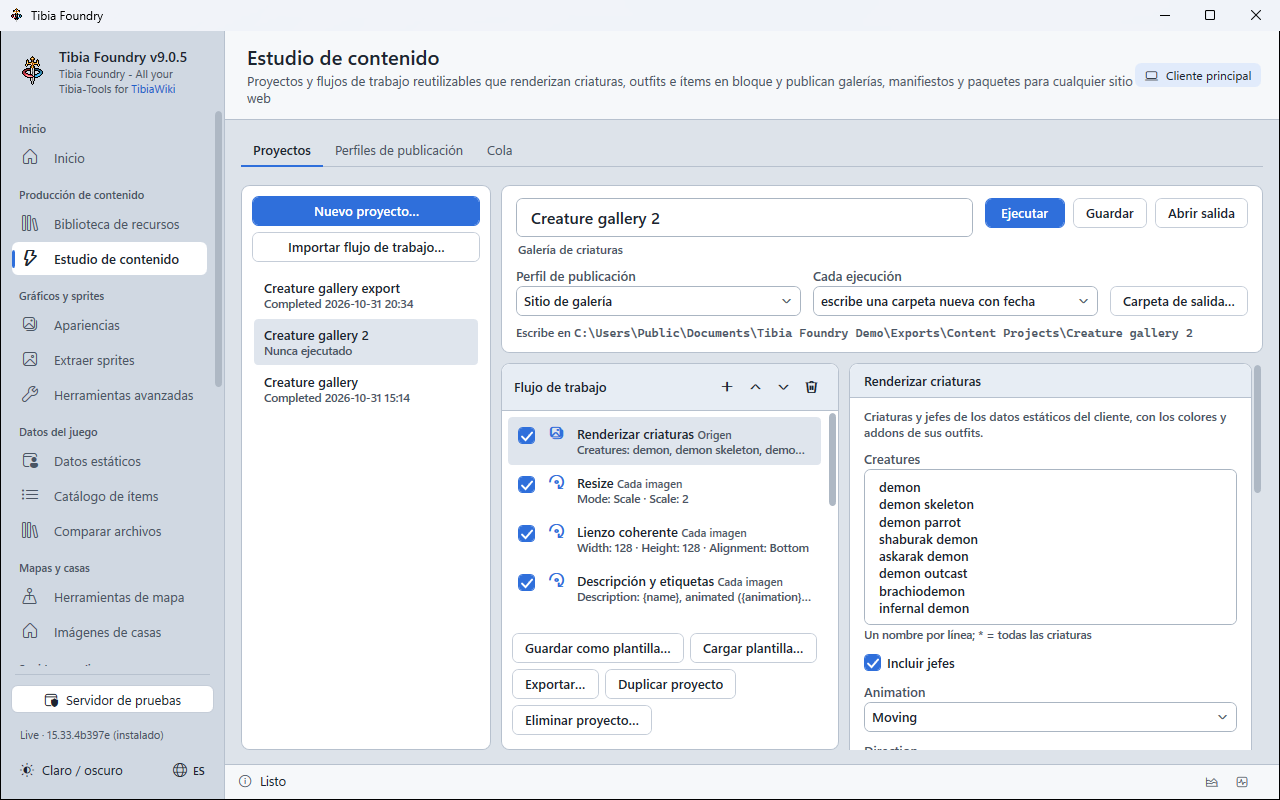 Tibia Foundry
Tibia Foundry v9.0.5
Tibia Foundry - All your
Tibia-Tools for TibiaWiki
Inicio
Inicio
Producción de contenido
Biblioteca de recursos
Estudio de contenido
Gráficos y sprites
Apariencias
Extraer sprites
Herramientas avanzadas
Datos del juego
Datos estáticos
Catálogo de ítems
Comparar archivos
Mapas y casas
Herramientas de mapa
Imágenes de casas
Servidor de pruebas
Live · 15.33.4b397e (instalado)
Claro / oscuro
ES
Estudio de contenido
Proyectos y flujos de trabajo reutilizables que renderizan criaturas, outfits e ítems en bloque y publican galerías, manifiestos y paquetes para cualquier sitio
web
Cliente principal
Proyectos
Perfiles de publicación
Cola
Nuevo proyecto...
Importar flujo de trabajo...
Creature gallery export
Completed 2026-10-31 20:34
Creature gallery 2
Nunca ejecutado
Creature gallery
Completed 2026-10-31 15:14
Creature gallery 2
Ejecutar
Guardar
Abrir salida
Galería de criaturas
Perfil de publicación
Cada ejecución
Sitio de galería
escribe una carpeta nueva con fecha
Carpeta de salida...
Escribe en C:\Users\Public\Documents\Tibia Foundry Demo\Exports\Content Projects\Creature gallery 2
Flujo de trabajo
Renderizar criaturas Origen
Creatures: demon, demon skeleton, demo...
Resize Cada imagen
Mode: Scale · Scale: 2
Lienzo coherente Cada imagen
Width: 128 · Height: 128 · Alignment: Bottom
Descripción y etiquetas Cada imagen
Description: {name}, animated ({animation}...
Guardar como plantilla...
Cargar plantilla...
Exportar...
Duplicar proyecto
Eliminar proyecto...
Renderizar criaturas
Criaturas y jefes de los datos estáticos del cliente, con los colores y
addons de sus outfits.
Creatures
demon
demon skeleton
demon parrot
shaburak demon
askarak demon
demon outcast
brachiodemon
infernal demon
Un nombre por línea; * = todas las criaturas
Incluir jefes
Animation
Moving
Listo